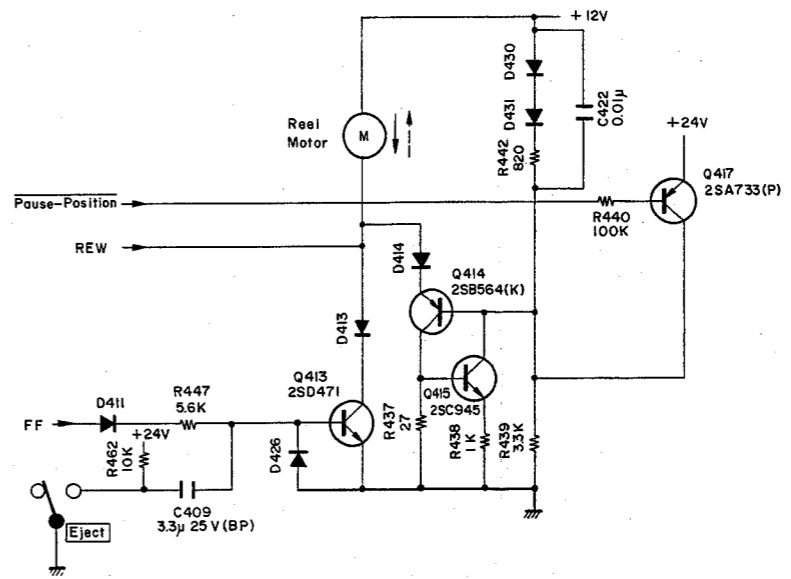 +12V
D430
D431
C422
0.01μ
R442
820
Reel
Motor
M
+24V
Q417
2SA733(P)
Pause-Position
R440
100K
REW
D414
Q414
2SB564(K)
D413
Q413
2SD471
Q415
2SC945
D411
R447
5.6K
FF
+24V
R462
10K
D426
R437
27
R438
1K
R439
3.3K
C409
3.3μ 25V(BP)
Eject